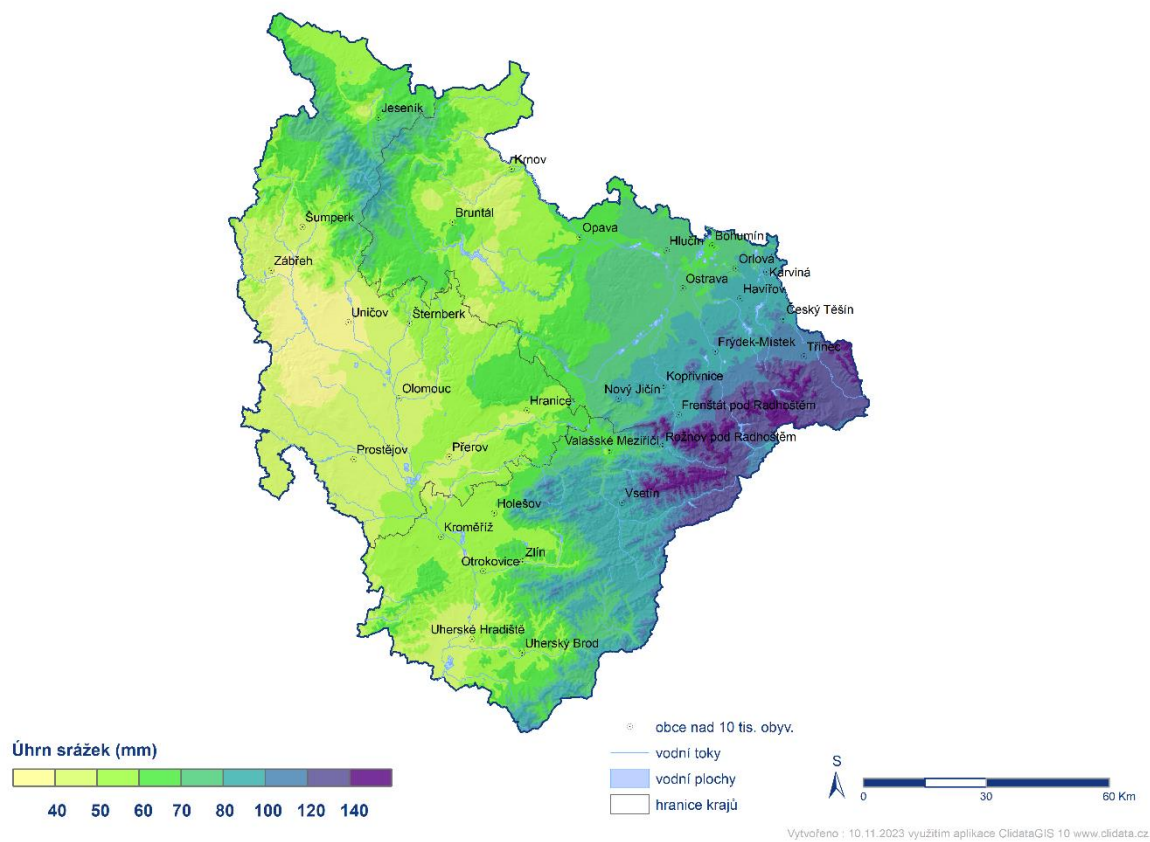 Jeseník
Krnov
Šumperk
Bruntál
Opava
Hlučín
Bohumín
Zábřeh
Orlová
Karviná
Ostrava
Havířov
Uničov
Šternberk
Český Těšín
Frýdek-Místek
Třinec
Kopřivnice
Olomouc
Nový Jičín
Hranice
Frenštát pod Radhoštěm
Valašské Meziříčí
Rožnov pod Radhoštěm
Prostějov
Přerov
Vsetín
Holešov
Kroměříž
Zlín
Otrokovice
Uherské Hradiště
Uherský Brod
Úhrn srážek (mm)
40 50 60 70 80 100 120 140
obce nad 10 tis. obyv.
vodní toky
vodní plochy
hranice krajů
S
0 30 60 Km
Vytvořeno : 10.11.2023 využitím aplikace ClidataGIS 10 www.clidata.cz